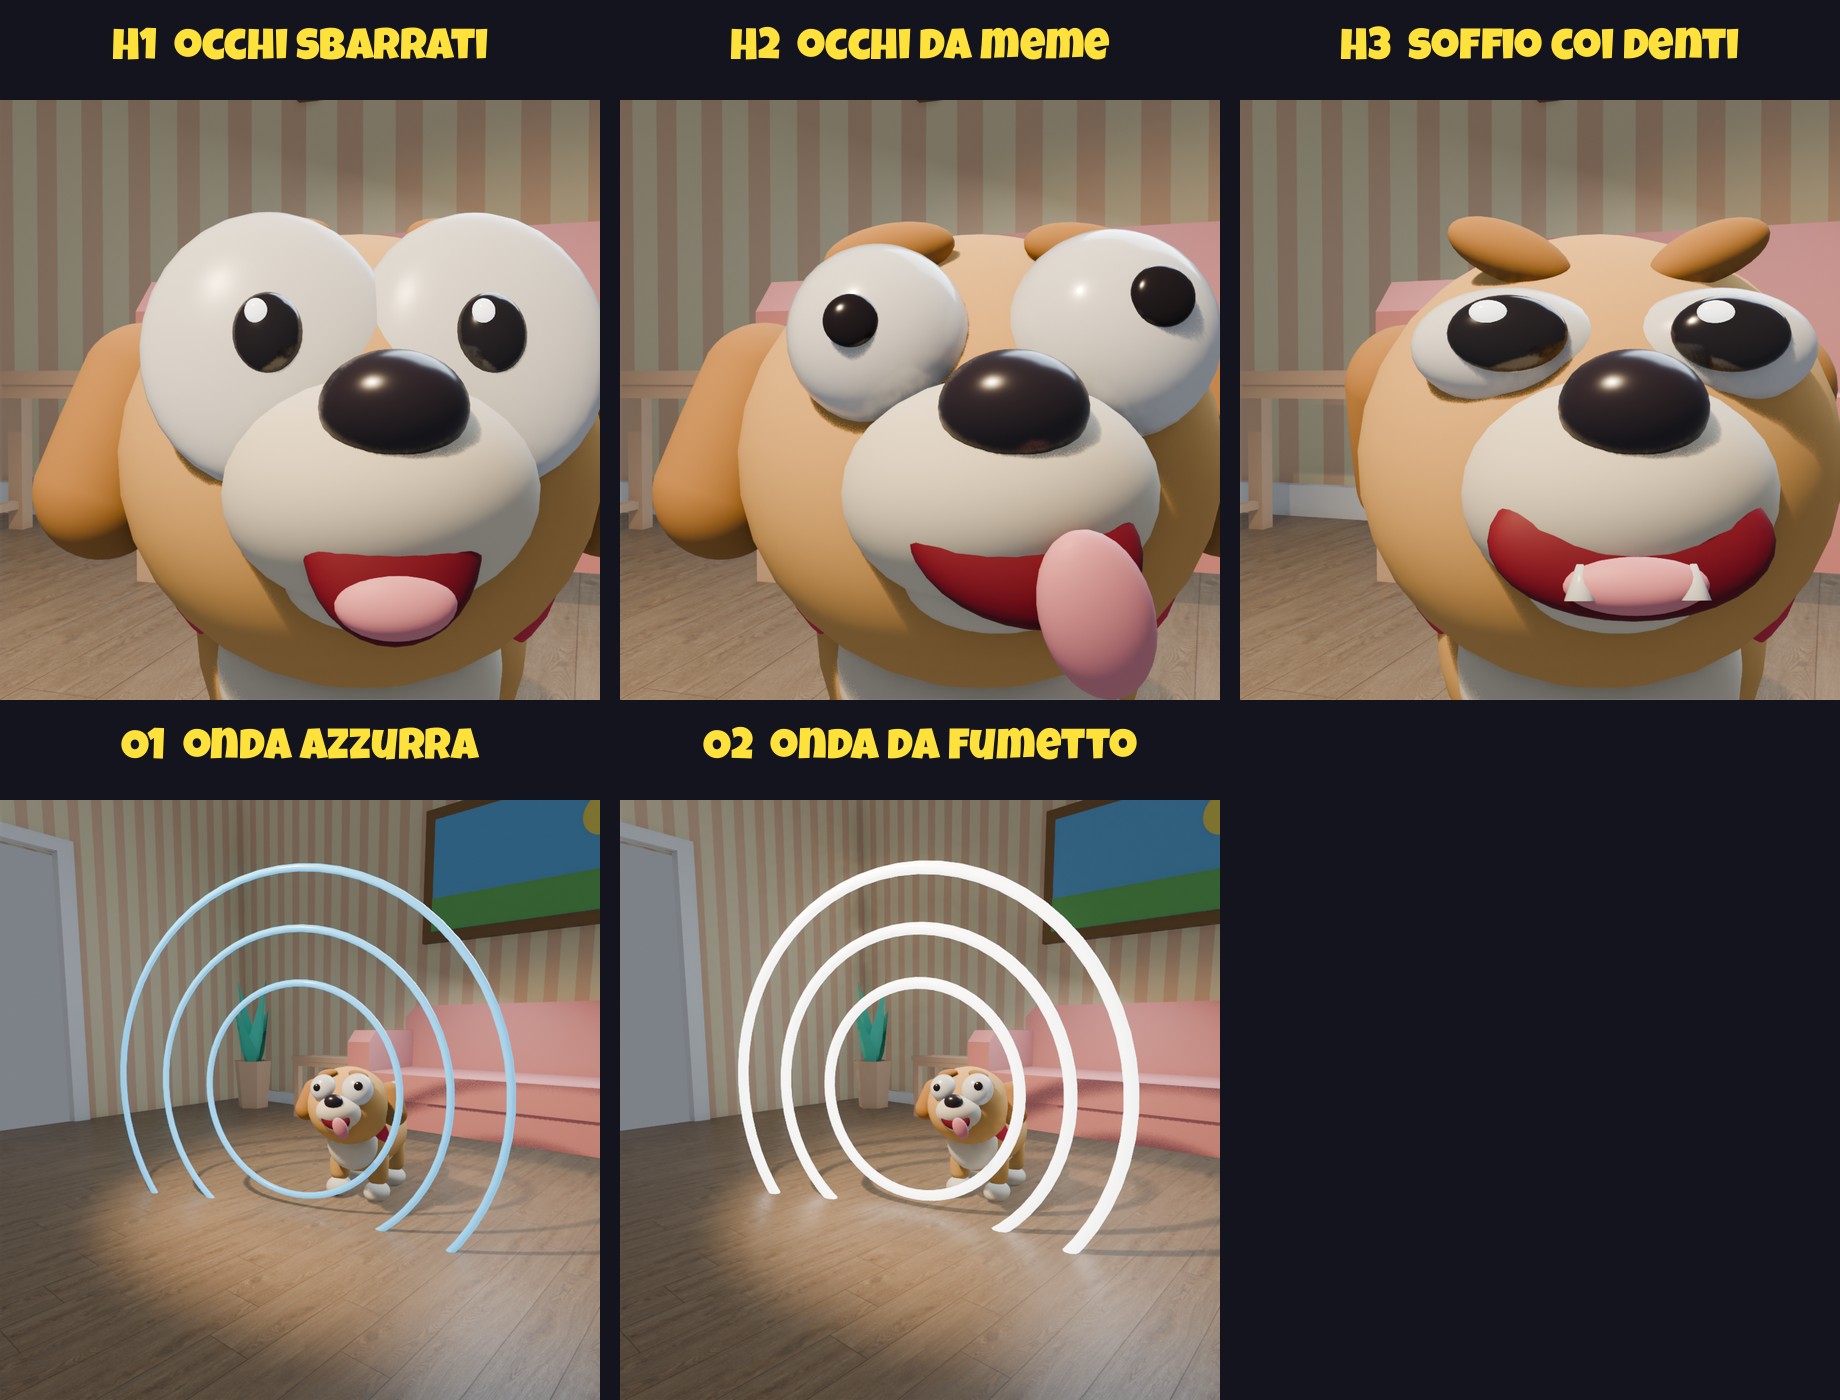 H1 OCCHI SBARRATI
H2 OCCHI DA meme
H3 SOFFIO COI DenTI
O1 OnDA AZZURRA
O2 OnDA DA FumeTTO